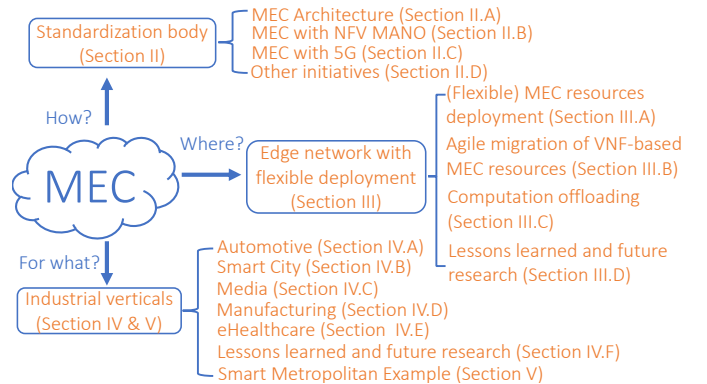 Standardization body
(Section II)
MEC Architecture (Section II.A)
MEC with NFV MANO (Section II.B)
MEC with 5G (Section II.C)
Other initiatives (Section II.D)
How?
MEC
Where?
Edge network with
flexible deployment
(Section III)
(Flexible) MEC resources
deployment (Section III.A)
Agile migration of VNF-based
MEC resources (Section III.B)
Computation offloading
(Section III.C)
Lessons learned and future
research (Section III.D)
For what?
Industrial verticals
(Section IV & V)
Automotive (Section IV.A)
Smart City (Section IV.B)
Media (Section IV.C)
Manufacturing (Section IV.D)
eHealthcare (Section IV.E)
Lessons learned and future research (Section IV.F)
Smart Metropolitan Example (Section V)